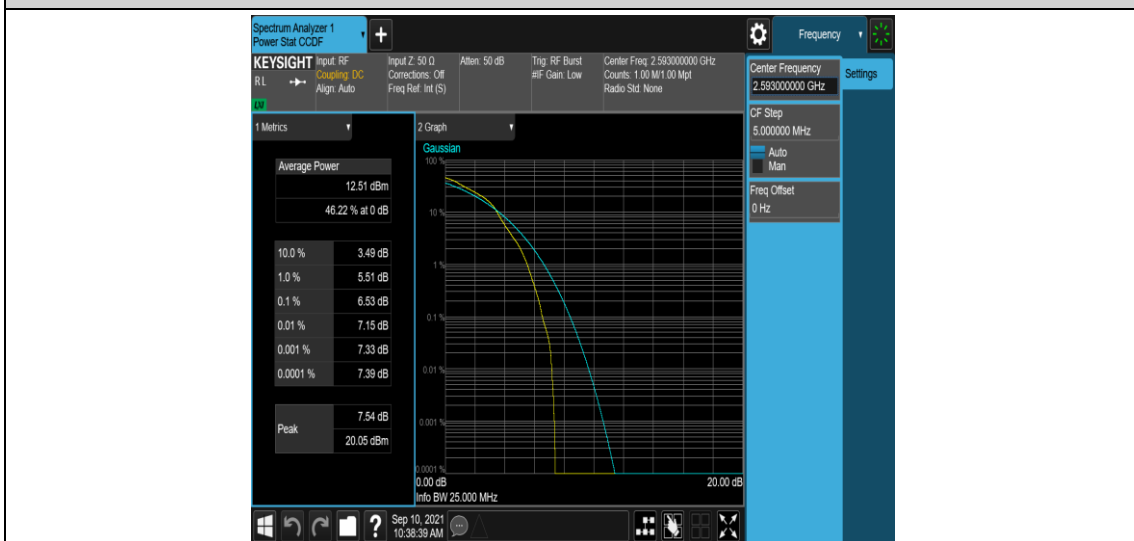 Spectrum Analyzer 1
Power Stat CCDF
+
Frequency
KEYSIGHT
RL
LXI
Input: RF
Coupling: DC
Align: Auto
Input Z: 50 Ω
Corrections: Off
Freq Ref: Int (S)
Atten: 50 dB
Trig: RF Burst
#IF Gain: Low
Center Freq: 2.593000000 GHz
Counts: 1.00 M/1.00 Mpt
Radio Std: None
Center Frequency
2.593000000 GHz
Settings
CF Step
5.000000 MHz
Auto
Man
Freq Offset
0 Hz
1 Metrics
Average Power
12.51 dBm
46.22 % at 0 dB
10.0 % 3.49 dB
1.0 % 5.51 dB
0.1 % 6.53 dB
0.01 % 7.15 dB
0.001 % 7.33 dB
0.0001 % 7.39 dB
Peak
7.54 dB
20.05 dBm
2 Graph
Gaussian
100 %
10 %
1 %
0.1 %
0.01 %
0.001 %
0.0001 %
0.00 dB 20.00 dB
Info BW 25.000 MHz
?
Sep 10, 2021
10:38:39 AM